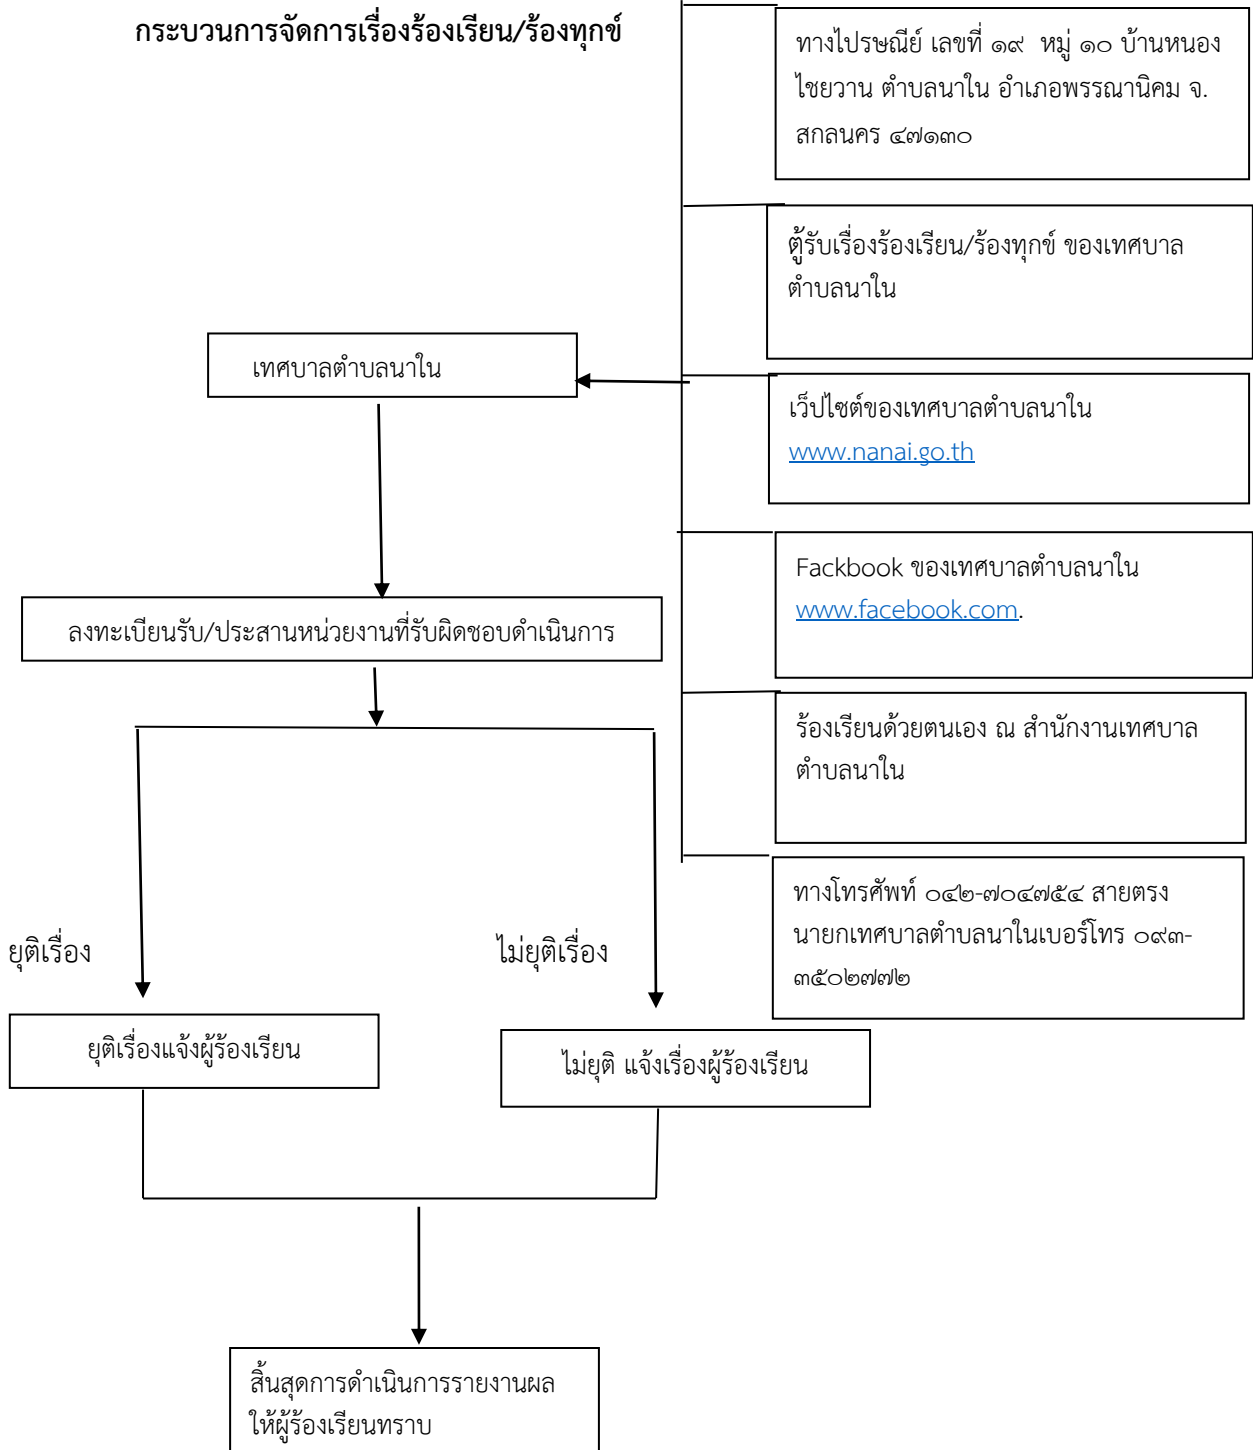 กระบวนการจัดการเรื่องร้องเรียน/ร้องทุกข์
ทางไปรษณีย์ เลขที่ ๑๙ หมู่ ๑๐ บ้านหนอง
ไชยวาน ตำบลนาใน อำเภอพรรณานิคม จ.
สกลนคร ๔๗๑๓๐
ตู้รับเรื่องร้องเรียน/ร้องทุกข์ ของเทศบาล
ตำบลนาใน
เทศบาลตำบลนาใน
เว็ปไซต์ของเทศบาลตำบลนาใน
www.nanai.go.th
Fackbook ของเทศบาลตำบลนาใน
www.facebook.com.
ลงทะเบียนรับ/ประสานหน่วยงานที่รับผิดชอบดำเนินการ
ร้องเรียนด้วยตนเอง ณ สำนักงานเทศบาล
ตำบลนาใน
ทางโทรศัพท์ ๐๔๒-๗๐๔๗๕๔ สายตรง
นายกเทศบาลตำบลนาในเบอร์โทร ๐๙๓-
๓๕๐๒๗๗๒
ยุติเรื่อง
ไม่ยุติเรื่อง
ยุติเรื่องแจ้งผู้ร้องเรียน
ไม่ยุติ แจ้งเรื่องผู้ร้องเรียน
สิ้นสุดการดำเนินการรายงานผล
ให้ผู้ร้องเรียนทราบ